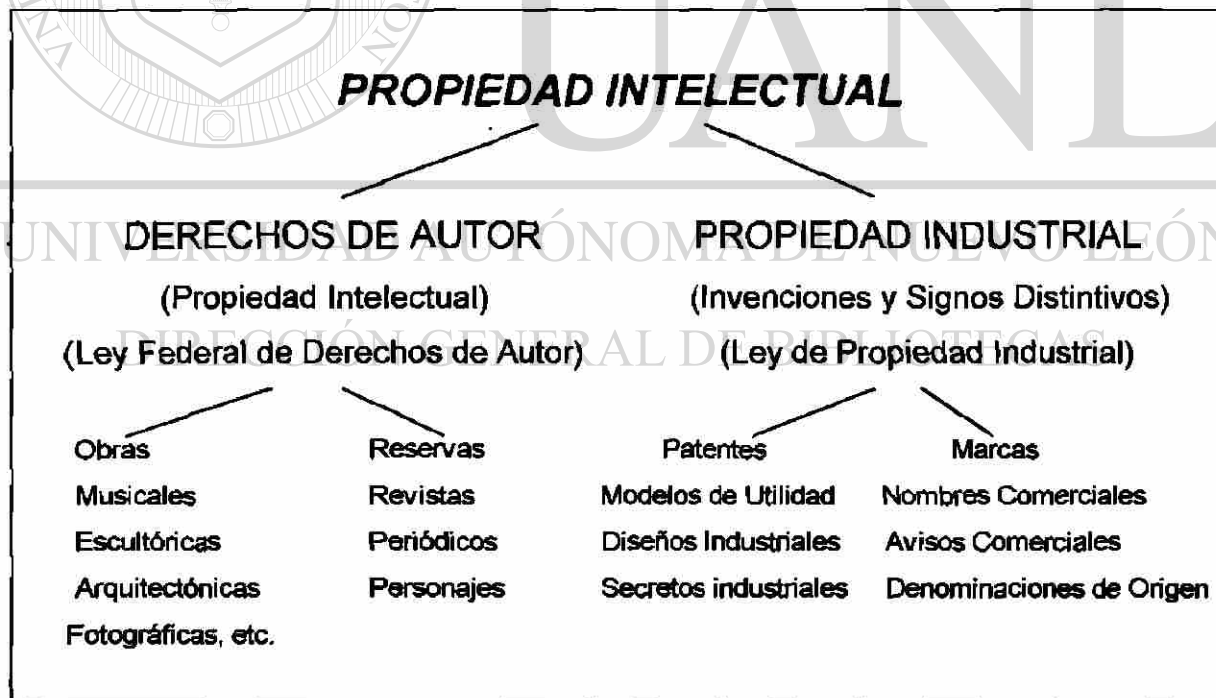 UANL
PROPIEDAD INTELECTUAL
UNIVERSIDAD AUTÓNOMA DE NUEVO LEÓN
DERECHOS DE AUTOR PROPIEDAD INDUSTRIAL
(Propiedad Intelectual) (Invenciones y Signos Distintivos)
DIRECCIÓN GENERAL DE BIBLIOTECAS
(Ley Federal de Derechos de Autor) (Ley de Propiedad Industrial)
Obras Reservas Patentes Marcas
Musicales Revistas Modelos de Utilidad Nombres Comerciales
Escultóricas Periódicos Diseños Industriales Avisos Comerciales
Arquitectónicas Personajes Secretos industriales Denominaciones de Origen
Fotográficas, etc.